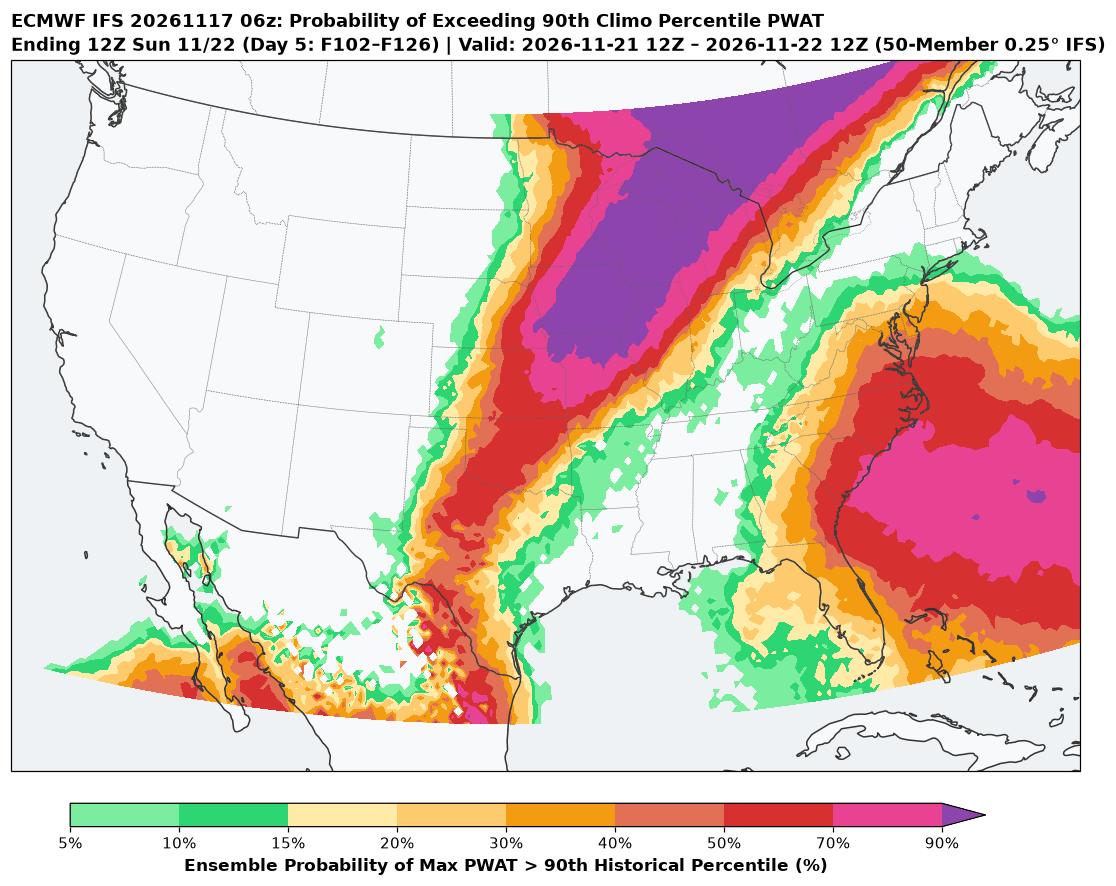 ECMWF IFS 20261117 06z: Probability of Exceeding 90th Climo Percentile PWAT
Ending 12Z Sun 11/22 (Day 5: F102–F126) | Valid: 2026-11-21 12Z – 2026-11-22 12Z (50-Member 0.25° IFS)
5% 10% 15% 20% 30% 40% 50% 70% 90%
Ensemble Probability of Max PWAT > 90th Historical Percentile (%)